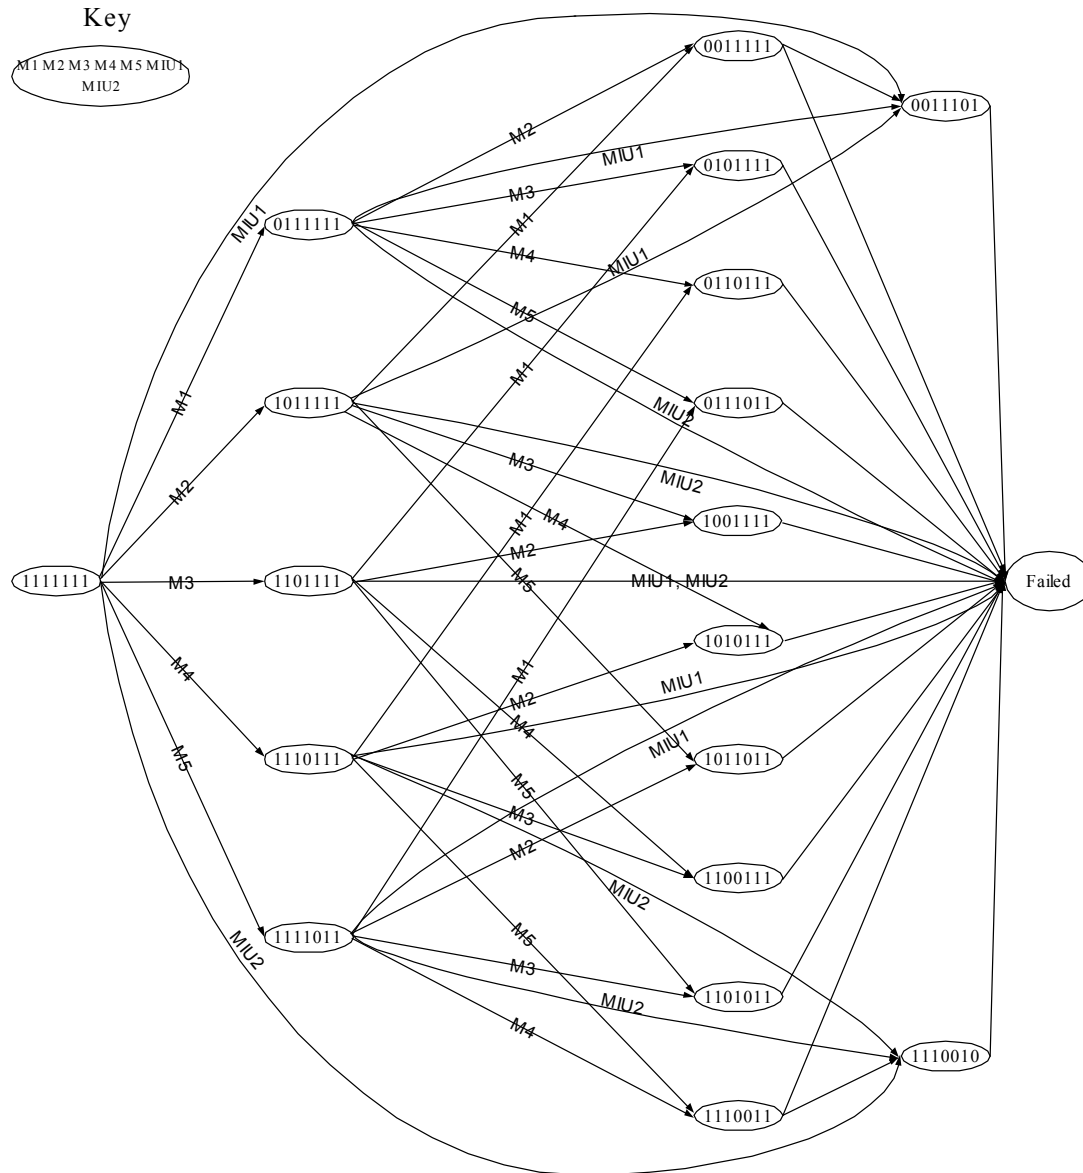 Key
M1 M2 M3 M4 M5 MIU1
MIU2
0011111
0011101
M2
MIU1
0101111
M3
MIU1
0111111
M1
M4
MIU1
0110111
M5
M1
M1
1011111
MIU2
0111011
M3
MIU2
M2
M4
M1
1001111
M2
1111111
M3
1101111
M5
MIU1, MIU2
Failed
1010111
M4
M1
MIU1
M2
M4
MIU1
M5
1110111
1011011
M5
M3
M2
1100111
MIU2
1111011
M5
MIU2
M3
1101011
MIU2
M4
1110010
1110011